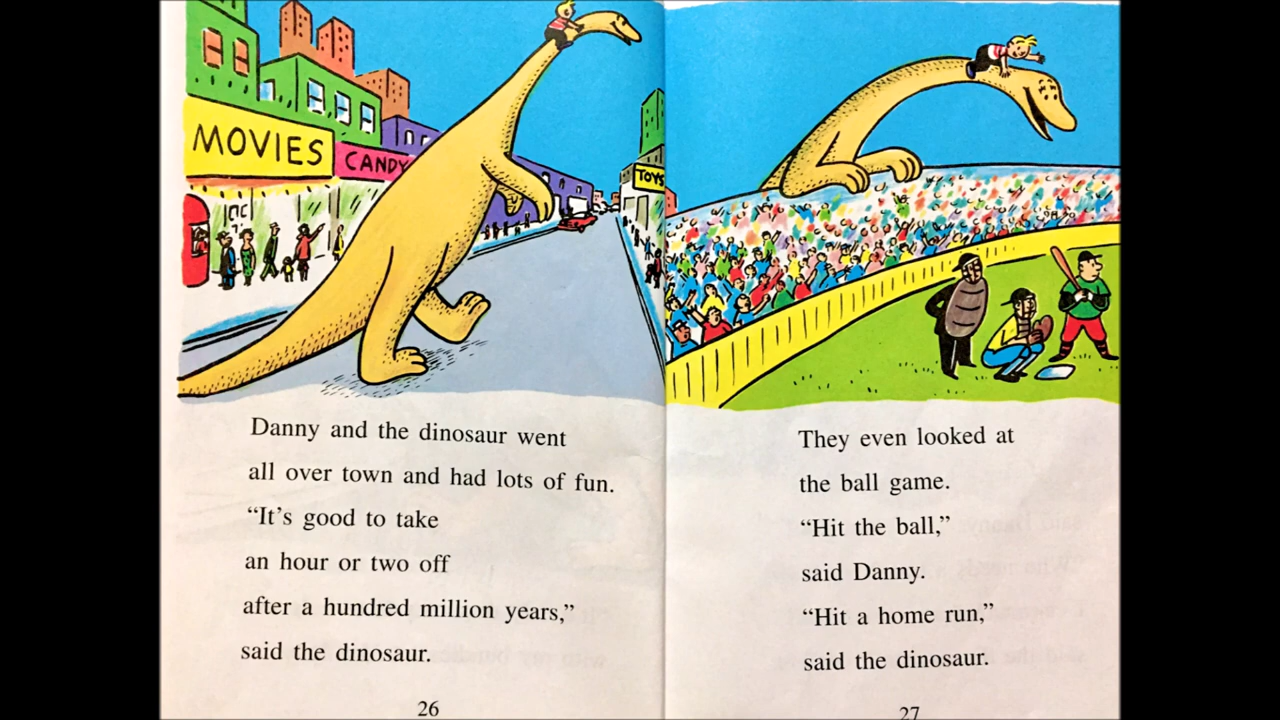 MOVIES
CANDY
TOYS
Danny and the dinosaur went
all over town and had lots of fun.
“It’s good to take
an hour or two off
after a hundred million years,”
said the dinosaur.
26
They even looked at
the ball game.
“Hit the ball,”
said Danny.
“Hit a home run,”
said the dinosaur.
27